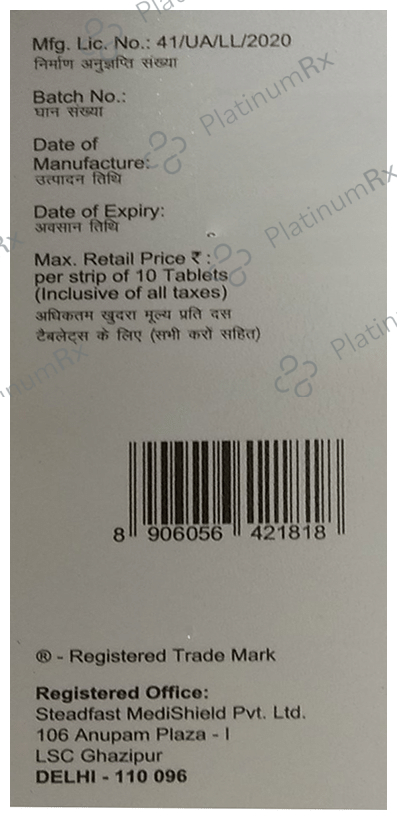 Mfg. Lic. No.: 41/UA/LL/2020
निर्माण अनुज्ञप्ति संख्या
Batch No.:
घान संख्या
Date of
Manufacture:
उत्पादन तिथि
Date of Expiry:
अवसान तिथि
Max. Retail Price ₹ :
per strip of 10 Tablets
(Inclusive of all taxes)
अधिकतम खुदरा मूल्य प्रति दस
टैबलेट्स के लिए (सभी करों सहित)
8 906056 421818
® - Registered Trade Mark
Registered Office:
Steadfast MediShield Pvt. Ltd.
106 Anupam Plaza - I
LSC Ghazipur
DELHI - 110 096
PlatinumRx
PlatinumRx
PlatinumRx